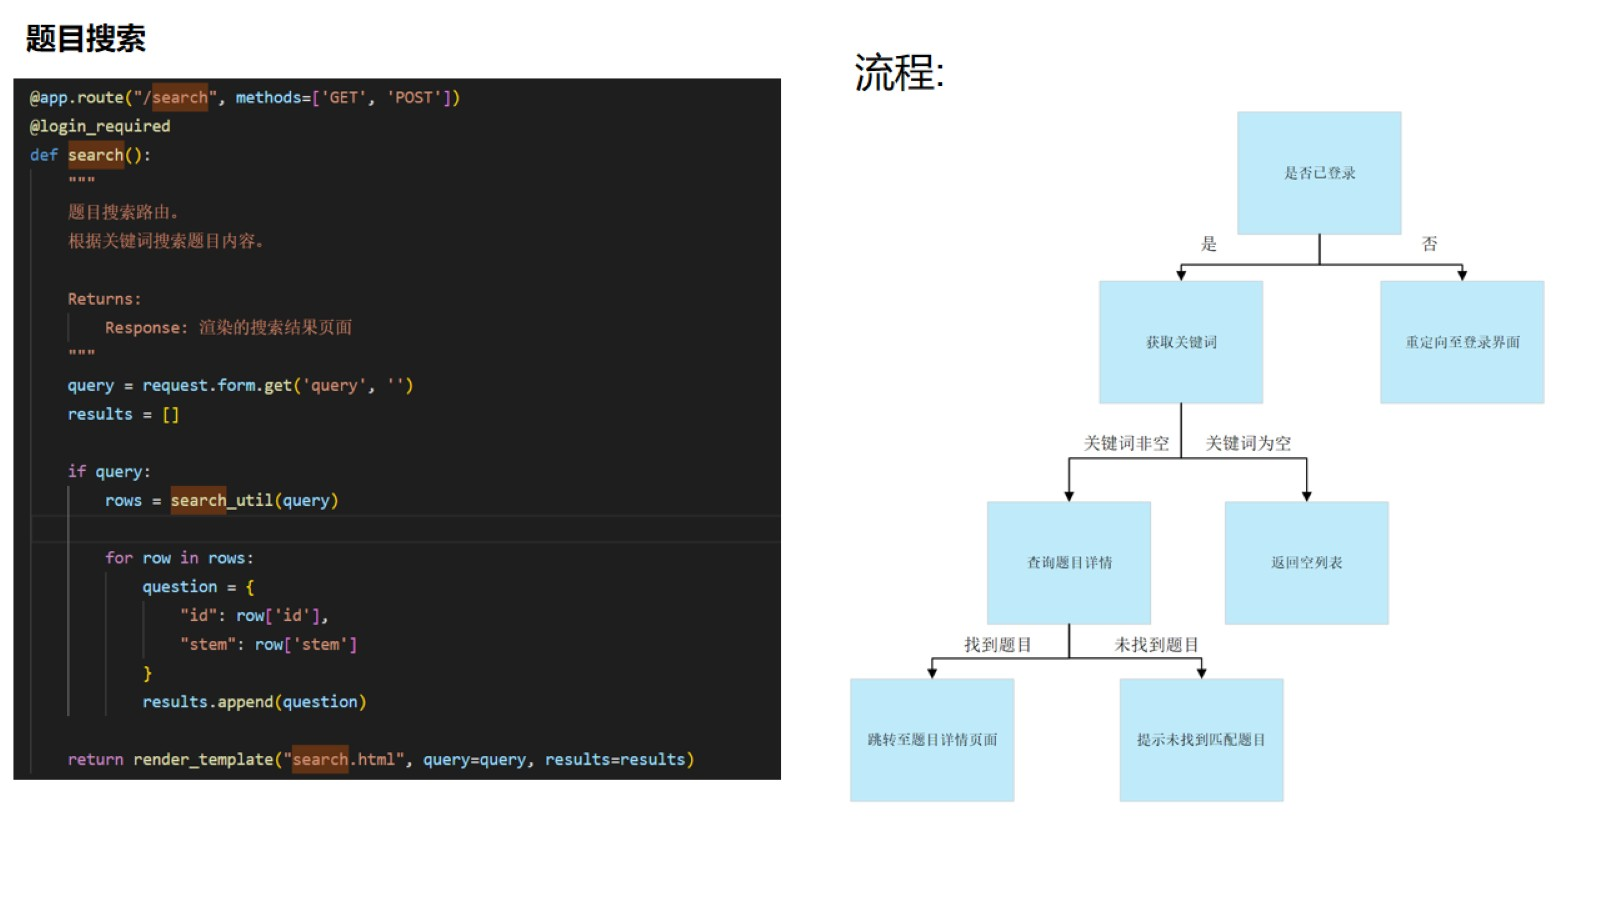 题目搜索
@app.route("/search", methods=['GET', 'POST'])
@login_required
def search():
    """
    题目搜索路由。
    根据关键词搜索题目内容。

    Returns:
        Response: 渲染的搜索结果页面
    """
    query = request.form.get('query', '')
    results = []

    if query:
        rows = search_util(query)

        for row in rows:
            question = {
                "id": row['id'],
                "stem": row['stem']
            }
            results.append(question)

    return render_template("search.html", query=query, results=results)
流程:
是否已登录
是
否
获取关键词
重定向至登录界面
关键词非空
关键词为空
查询题目详情
返回空列表
找到题目
未找到题目
跳转至题目详情页面
提示未找到匹配题目